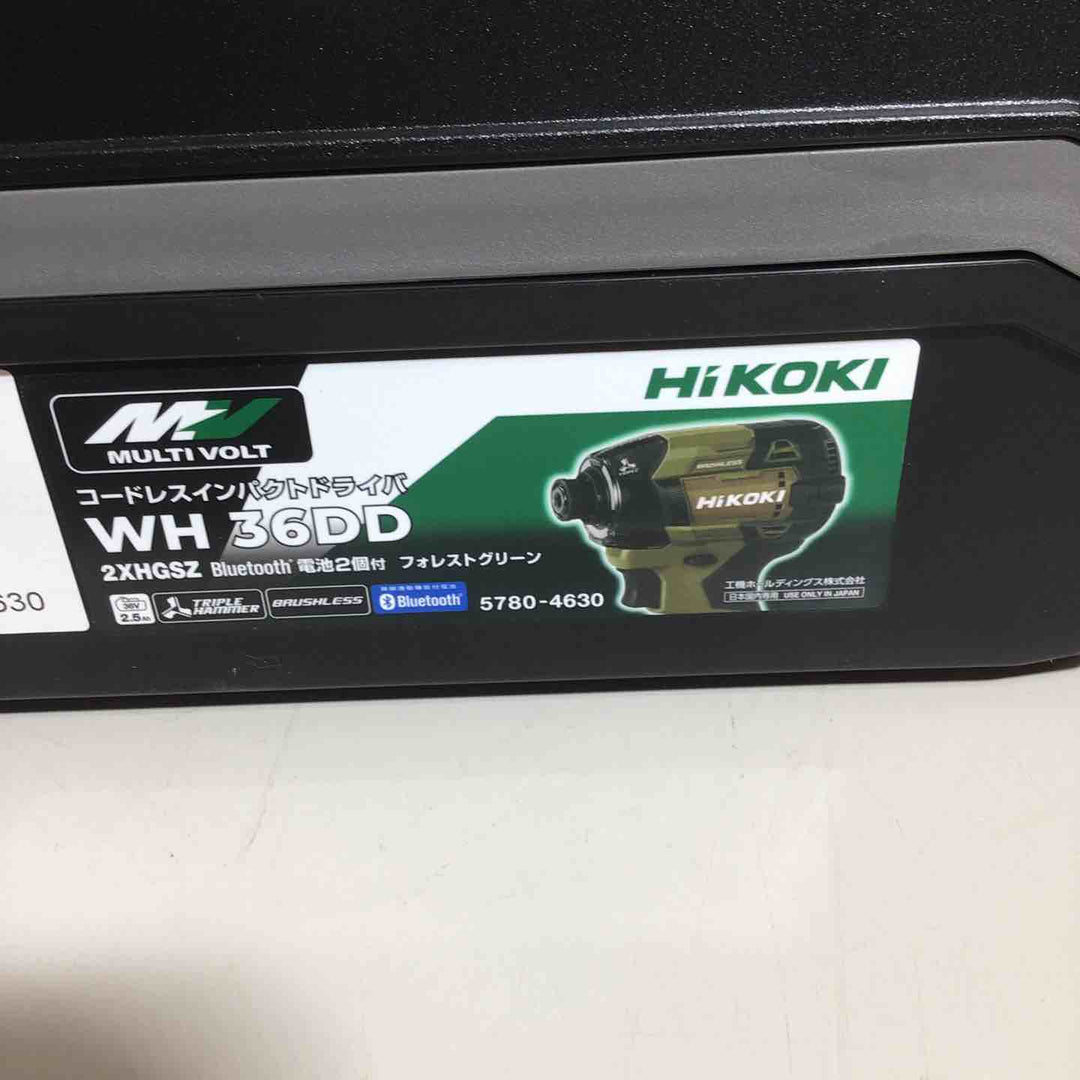 HiKOKI
MV
MULTI VOLT
コードレスインパクトドライバ
WH 36DD
2XHGSZ Bluetooth® 電池2個付 フォレストグリーン
36V
2.5Ah
TRIPLE
HAMMER
BRUSHLESS
Bluetooth®
5780-4630
BRUSHLESS
HiKOKI
工機ホールディングス株式会社
日本国内専用 USE ONLY IN JAPAN
630